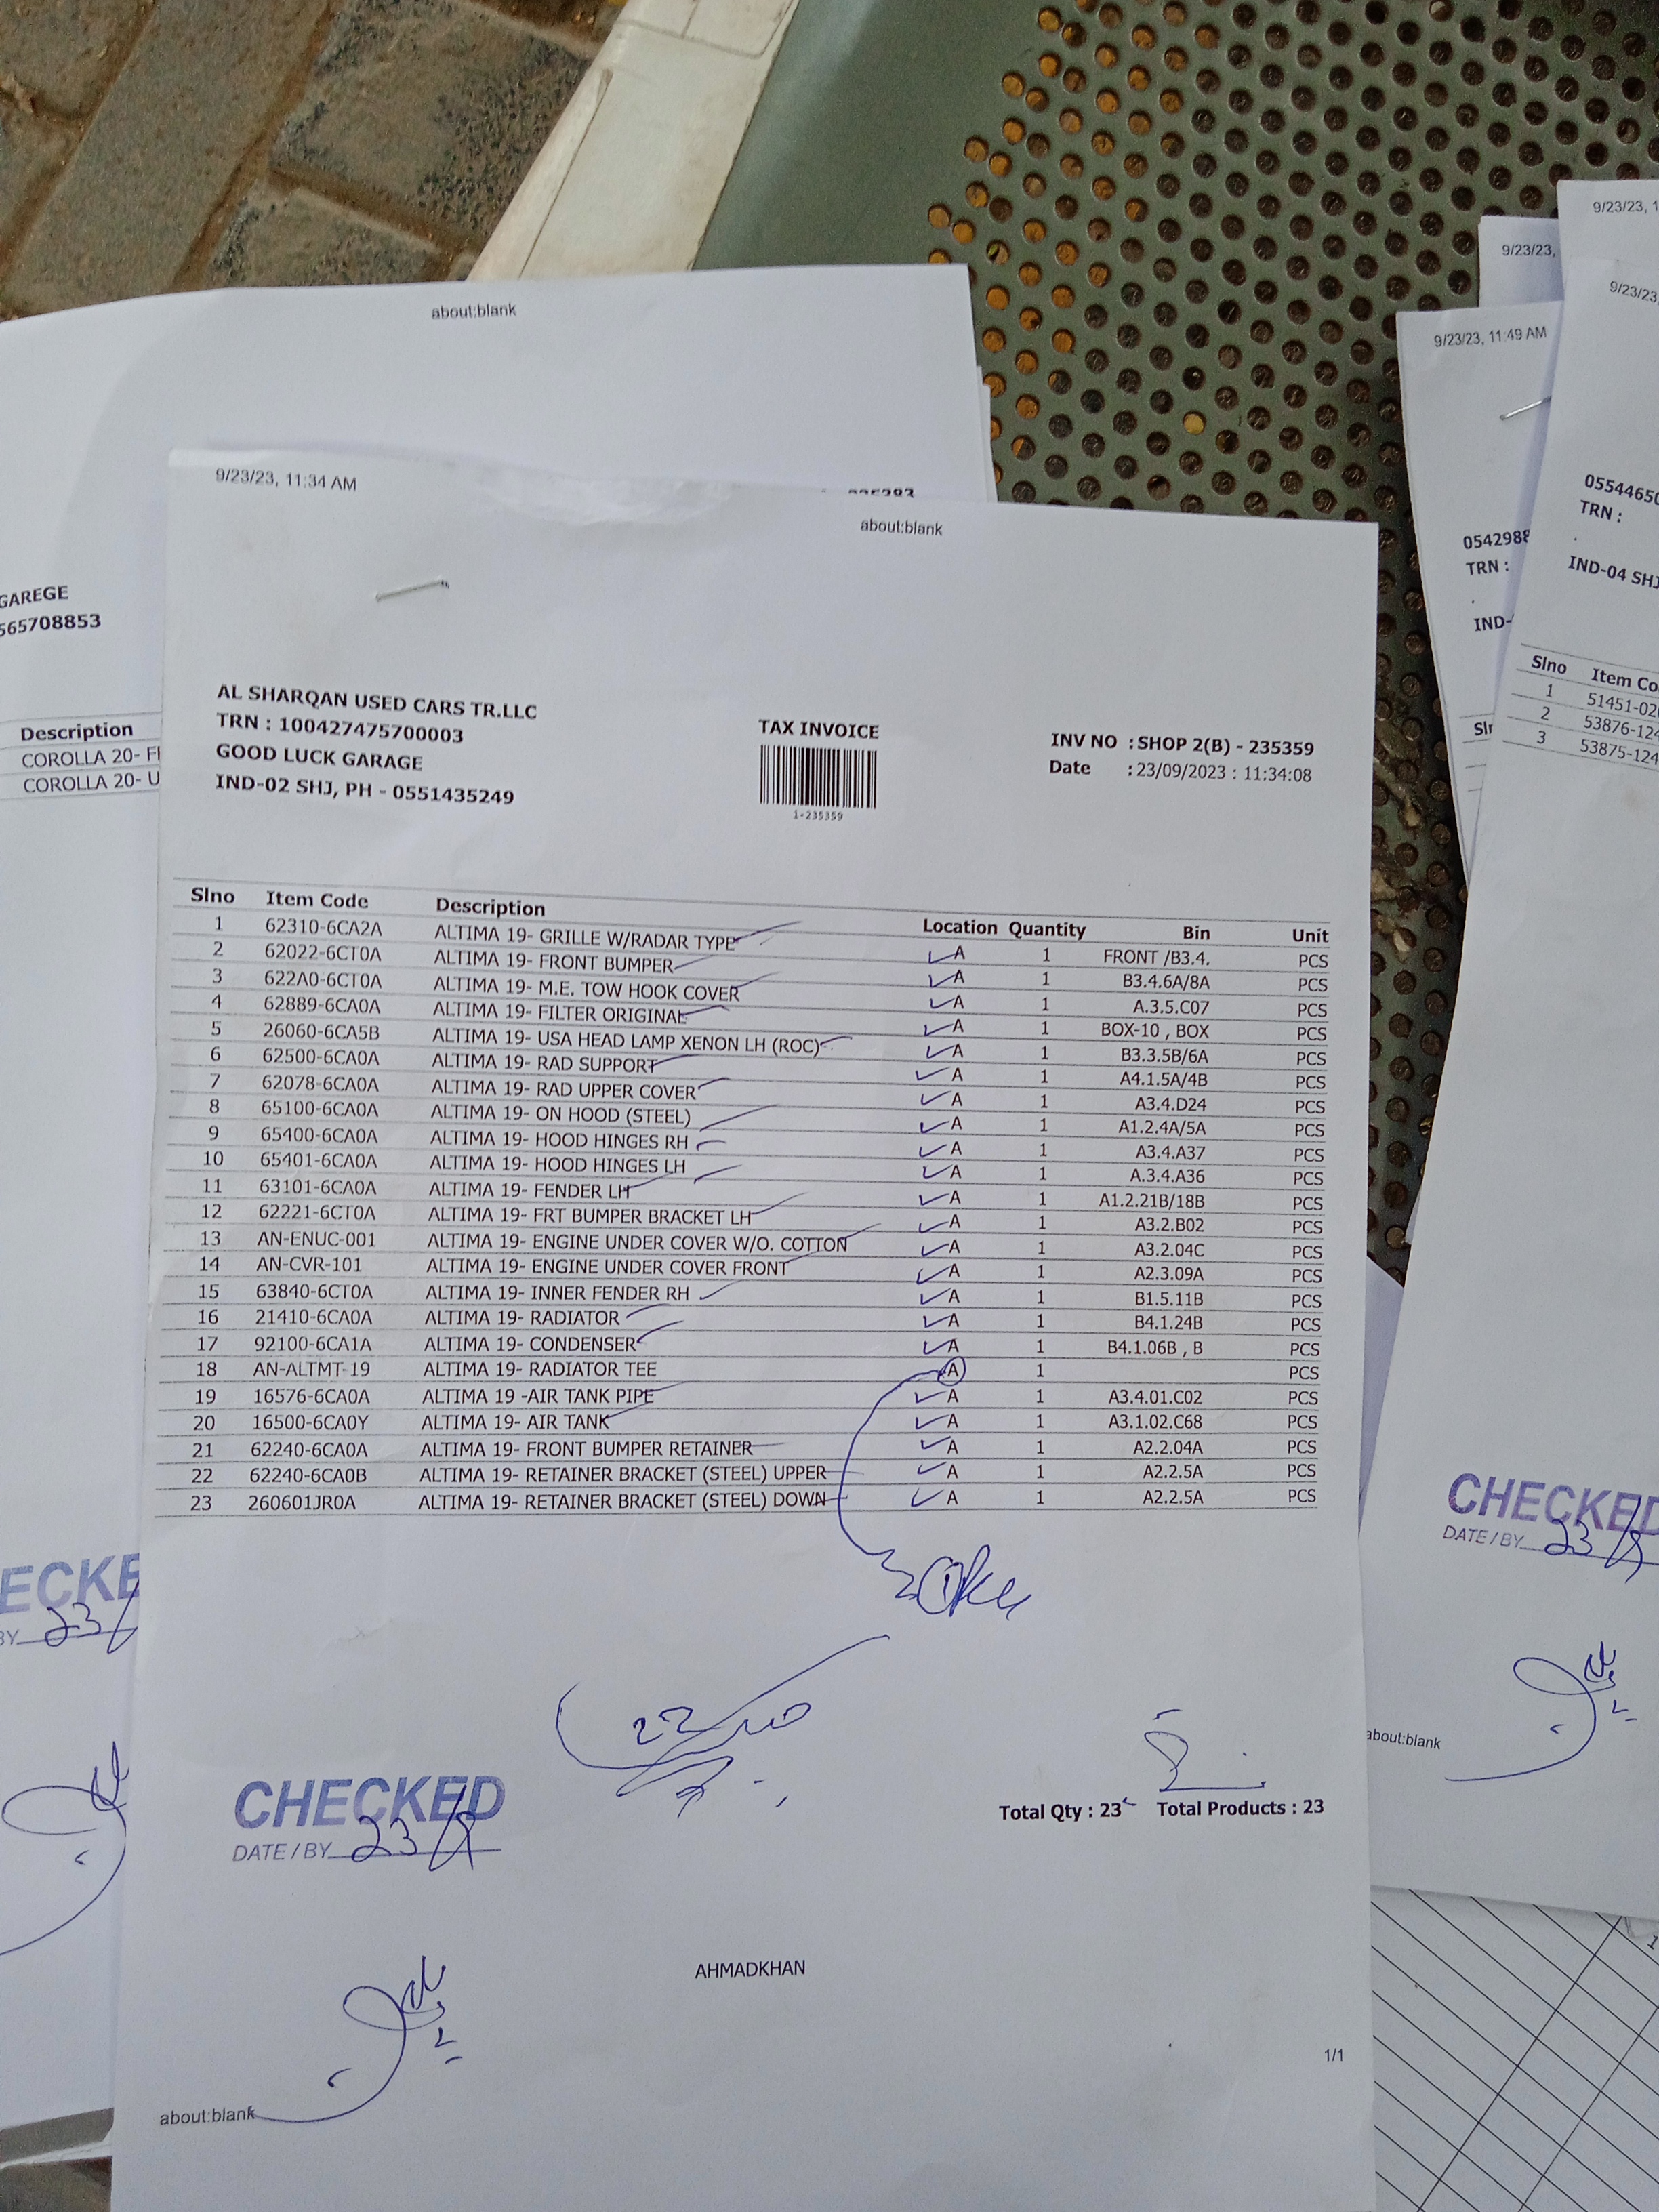 about:blank
GAREGE
565708853
Description
COROLLA 20- F
COROLLA 20- U
ECKE
BY 23/
9/23/23, 11:34 AM
about:blank
AL SHARQAN USED CARS TR.LLC
TRN : 100427475700003
GOOD LUCK GARAGE
IND-02 SHJ, PH - 0551435249
TAX INVOICE
1-235359
INV NO : SHOP 2(B) - 235359
Date : 23/09/2023 : 11:34:08
Slno Item Code Description Location Quantity Bin Unit
1 62310-6CA2A ALTIMA 19- GRILLE W/RADAR TYPE A 1 FRONT /B3.4. PCS
2 62022-6CT0A ALTIMA 19- FRONT BUMPER A 1 B3.4.6A/8A PCS
3 622A0-6CT0A ALTIMA 19- M.E. TOW HOOK COVER A 1 A.3.5.C07 PCS
4 62889-6CA0A ALTIMA 19- FILTER ORIGINAL A 1 BOX-10 , BOX PCS
5 26060-6CA5B ALTIMA 19- USA HEAD LAMP XENON LH (ROC) A 1 B3.3.5B/6A PCS
6 62500-6CA0A ALTIMA 19- RAD SUPPORT A 1 A4.1.5A/4B PCS
7 62078-6CA0A ALTIMA 19- RAD UPPER COVER A 1 A3.4.D24 PCS
8 65100-6CA0A ALTIMA 19- ON HOOD (STEEL) A 1 A1.2.4A/5A PCS
9 65400-6CA0A ALTIMA 19- HOOD HINGES RH A 1 A3.4.A37 PCS
10 65401-6CA0A ALTIMA 19- HOOD HINGES LH A 1 A.3.4.A36 PCS
11 63101-6CA0A ALTIMA 19- FENDER LH A 1 A1.2.21B/18B PCS
12 62221-6CT0A ALTIMA 19- FRT BUMPER BRACKET LH A 1 A3.2.B02 PCS
13 AN-ENUC-001 ALTIMA 19- ENGINE UNDER COVER W/O. COTTON A 1 A3.2.04C PCS
14 AN-CVR-101 ALTIMA 19- ENGINE UNDER COVER FRONT A 1 A2.3.09A PCS
15 63840-6CT0A ALTIMA 19- INNER FENDER RH A 1 B1.5.11B PCS
16 21410-6CA0A ALTIMA 19- RADIATOR A 1 B4.1.24B PCS
17 92100-6CA1A ALTIMA 19- CONDENSER A 1 B4.1.06B , B PCS
18 AN-ALTMT-19 ALTIMA 19- RADIATOR TEE A 1 PCS
19 16576-6CA0A ALTIMA 19 -AIR TANK PIPE A 1 A3.4.01.C02 PCS
20 16500-6CA0Y ALTIMA 19- AIR TANK A 1 A3.1.02.C68 PCS
21 62240-6CA0A ALTIMA 19- FRONT BUMPER RETAINER A 1 A2.2.04A PCS
22 62240-6CA0B ALTIMA 19- RETAINER BRACKET (STEEL) UPPER A 1 A2.2.5A PCS
23 260601JR0A ALTIMA 19- RETAINER BRACKET (STEEL) DOWN A 1 A2.2.5A PCS
22
CHECKED
DATE / BY 23/
Total Qty : 23 Total Products : 23
AHMADKHAN
1/1
about:blank
9/23/23, 1
9/23/23,
9/23/23,
9/23/23, 11:49 AM
0554465
TRN :
IND-04 SHJ
054298
TRN :
IND-
Slno Item Co
1 51451-02
2 53876-124
3 53875-124
CHECKED
DATE / BY 23/
about:blank